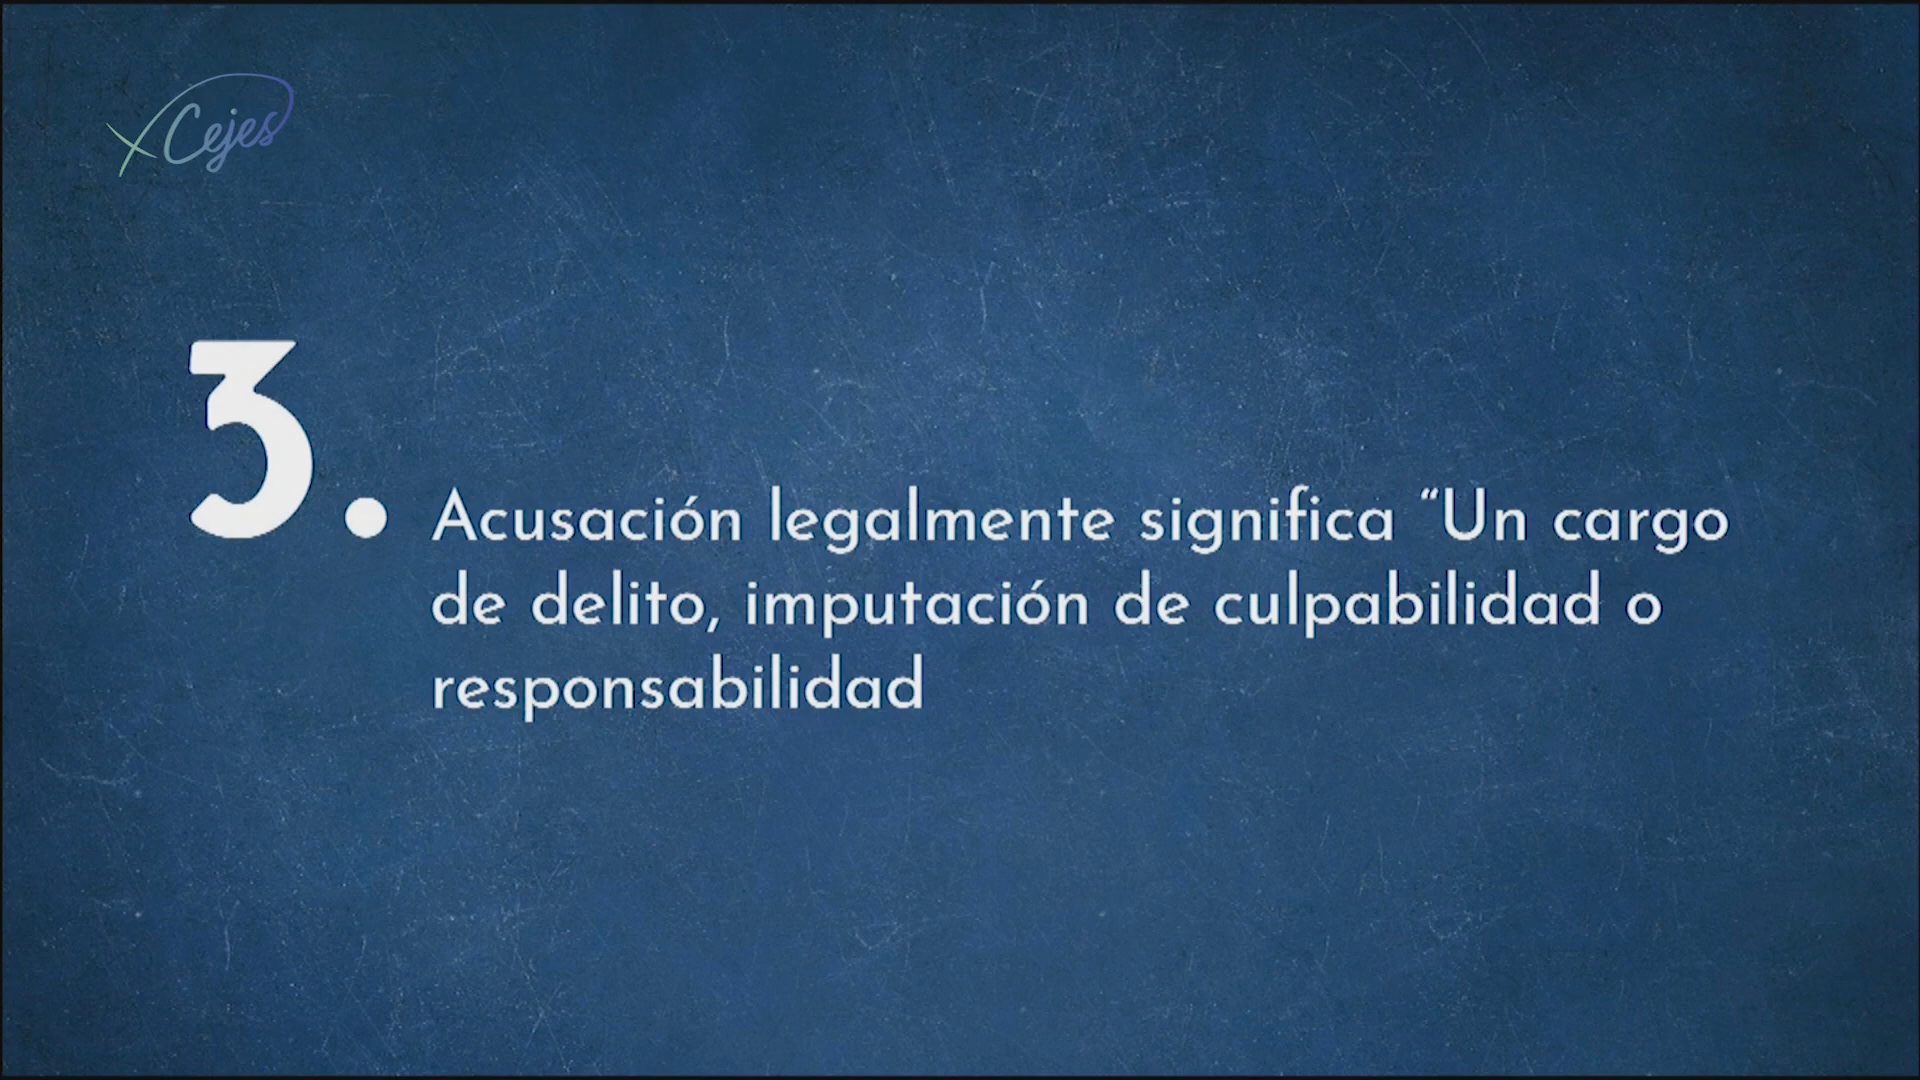 Cejes
3. Acusación legalmente significa “Un cargo
de delito, imputación de culpabilidad o
responsabilidad